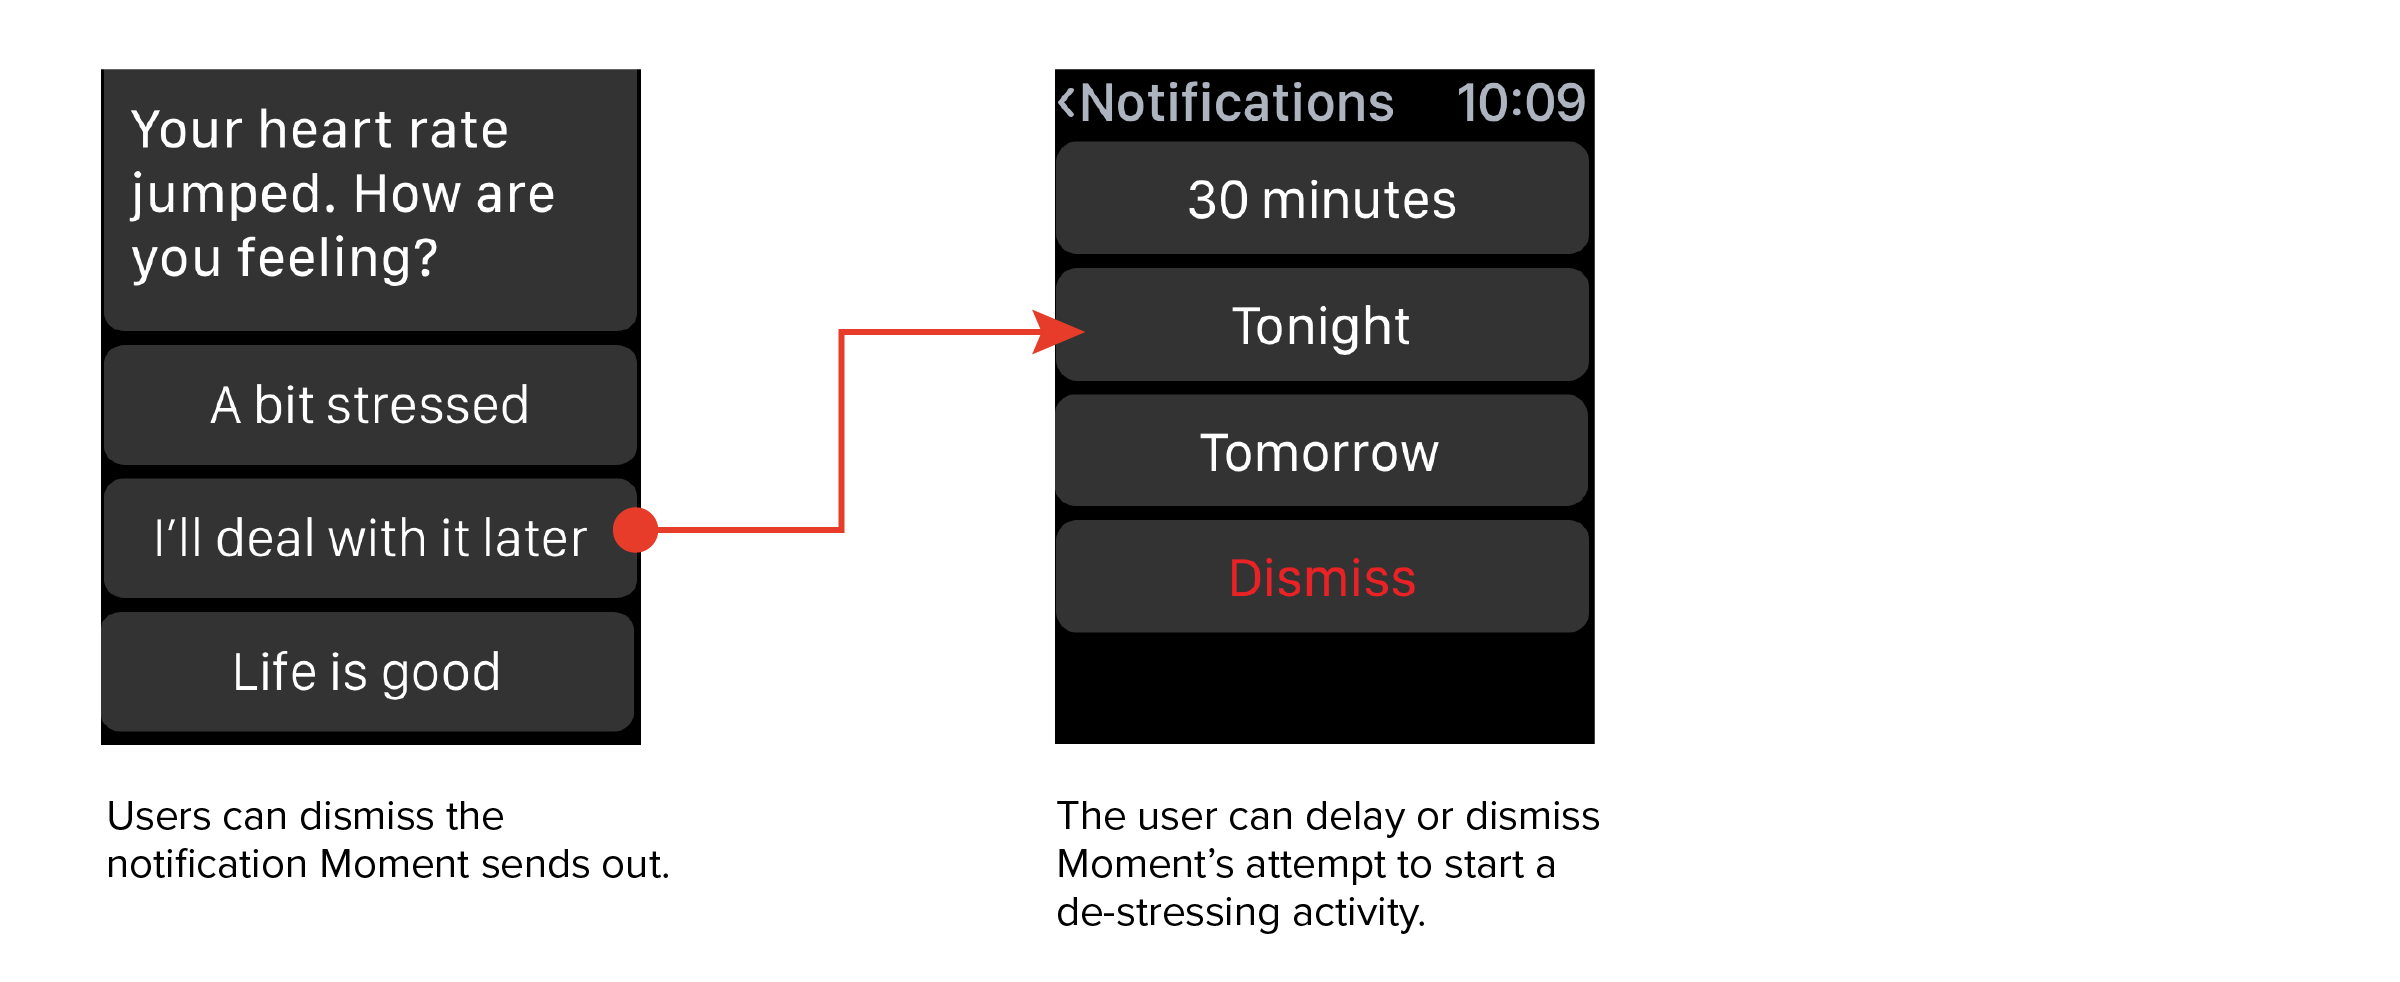 Your heart rate
jumped. How are
you feeling?
A bit stressed
I’ll deal with it later
Life is good
Users can dismiss the
notification Moment sends out.
‹Notifications 10:09
30 minutes
Tonight
Tomorrow
Dismiss
The user can delay or dismiss
Moment’s attempt to start a
de-stressing activity.